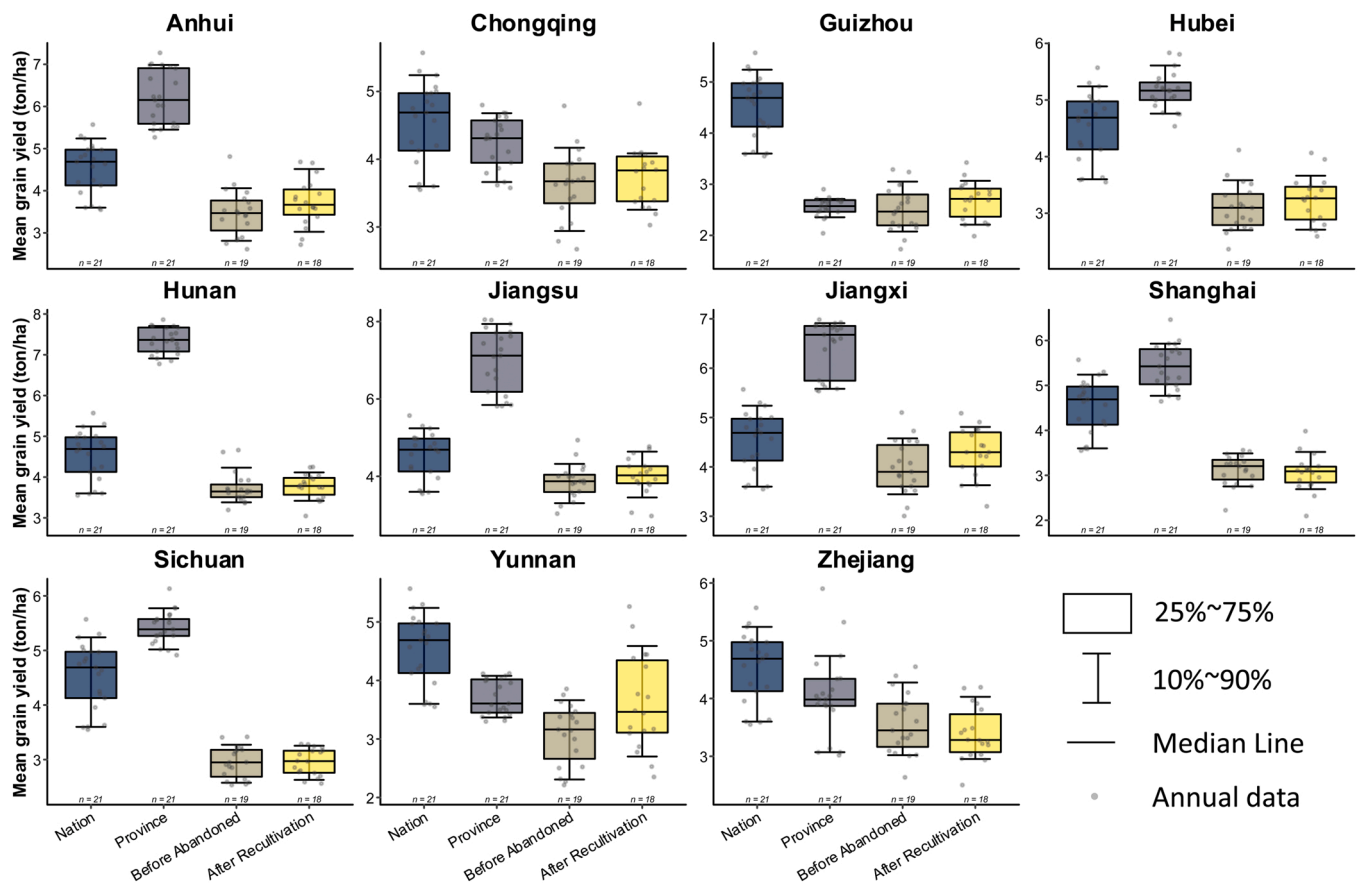 Anhui
Chongqing
Guizhou
Hubei
Mean grain yield (ton/ha)
7
6
5
4
3
n = 21
n = 21
n = 19
n = 18
5
4
3
n = 21
n = 21
n = 19
n = 18
5
4
3
2
n = 21
n = 21
n = 19
n = 18
6
5
3
n = 21
n = 21
n = 19
n = 18
Hunan
Jiangsu
Jiangxi
Shanghai
Mean grain yield (ton/ha)
8
7
5
4
3
n = 21
n = 21
n = 19
n = 18
8
6
4
n = 21
n = 21
n = 19
n = 18
7
6
5
4
3
n = 21
n = 21
n = 19
n = 18
6
5
4
3
2
n = 21
n = 21
n = 19
n = 18
Sichuan
Yunnan
Zhejiang
Mean grain yield (ton/ha)
6
5
4
3
n = 21
n = 21
n = 19
n = 18
Nation
Province
Before Abandoned
After Recultivation
5
4
3
2
n = 21
n = 21
n = 19
n = 18
Nation
Province
Before Abandoned
After Recultivation
6
5
4
3
n = 21
n = 21
n = 19
n = 18
Nation
Province
Before Abandoned
After Recultivation
25%~75%
10%~90%
Median Line
Annual data